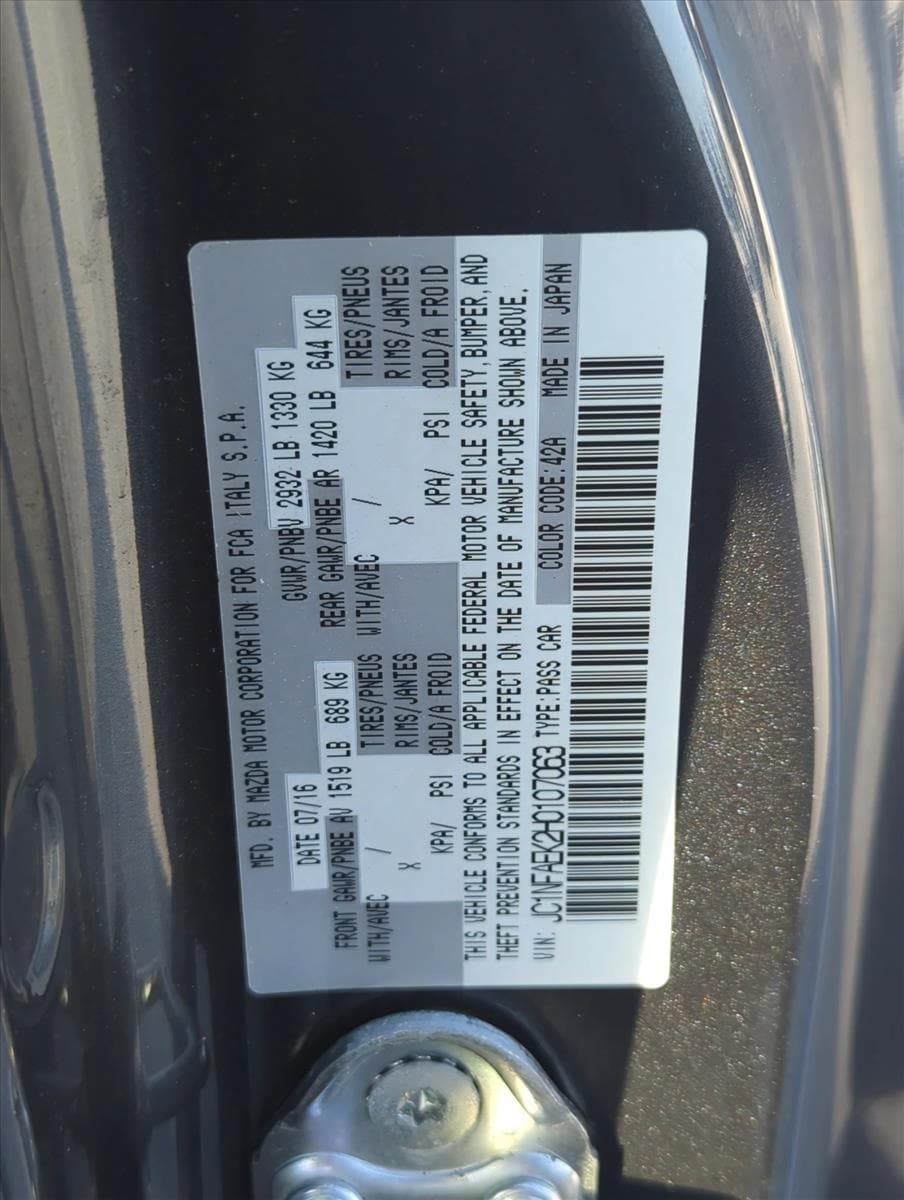 MFD. BY MAZDA MOTOR CORPORATION FOR FCA ITALY S.P.A.
DATE 07/16 GVWR/PNBV 2932 LB 1330 KG
FRONT GAWR/PNBE AV 1519 LB 689 KG REAR GAWR/PNBE AR 1420 LB 644 KG
WITH/AVEC / TIRES/PNEUS WITH/AVEC / TIRES/PNEUS
X RIMS/JANTES X RIMS/JANTES
KPA/ PSI COLD/A FROID KPA/ PSI COLD/A FROID
THIS VEHICLE CONFORMS TO ALL APPLICABLE FEDERAL MOTOR VEHICLE SAFETY, BUMPER, AND
THEFT PREVENTION STANDARDS IN EFFECT ON THE DATE OF MANUFACTURE SHOWN ABOVE.
VIN: JC1NFAEK2H0107063 TYPE:PASS CAR COLOR CODE:42A MADE IN JAPAN